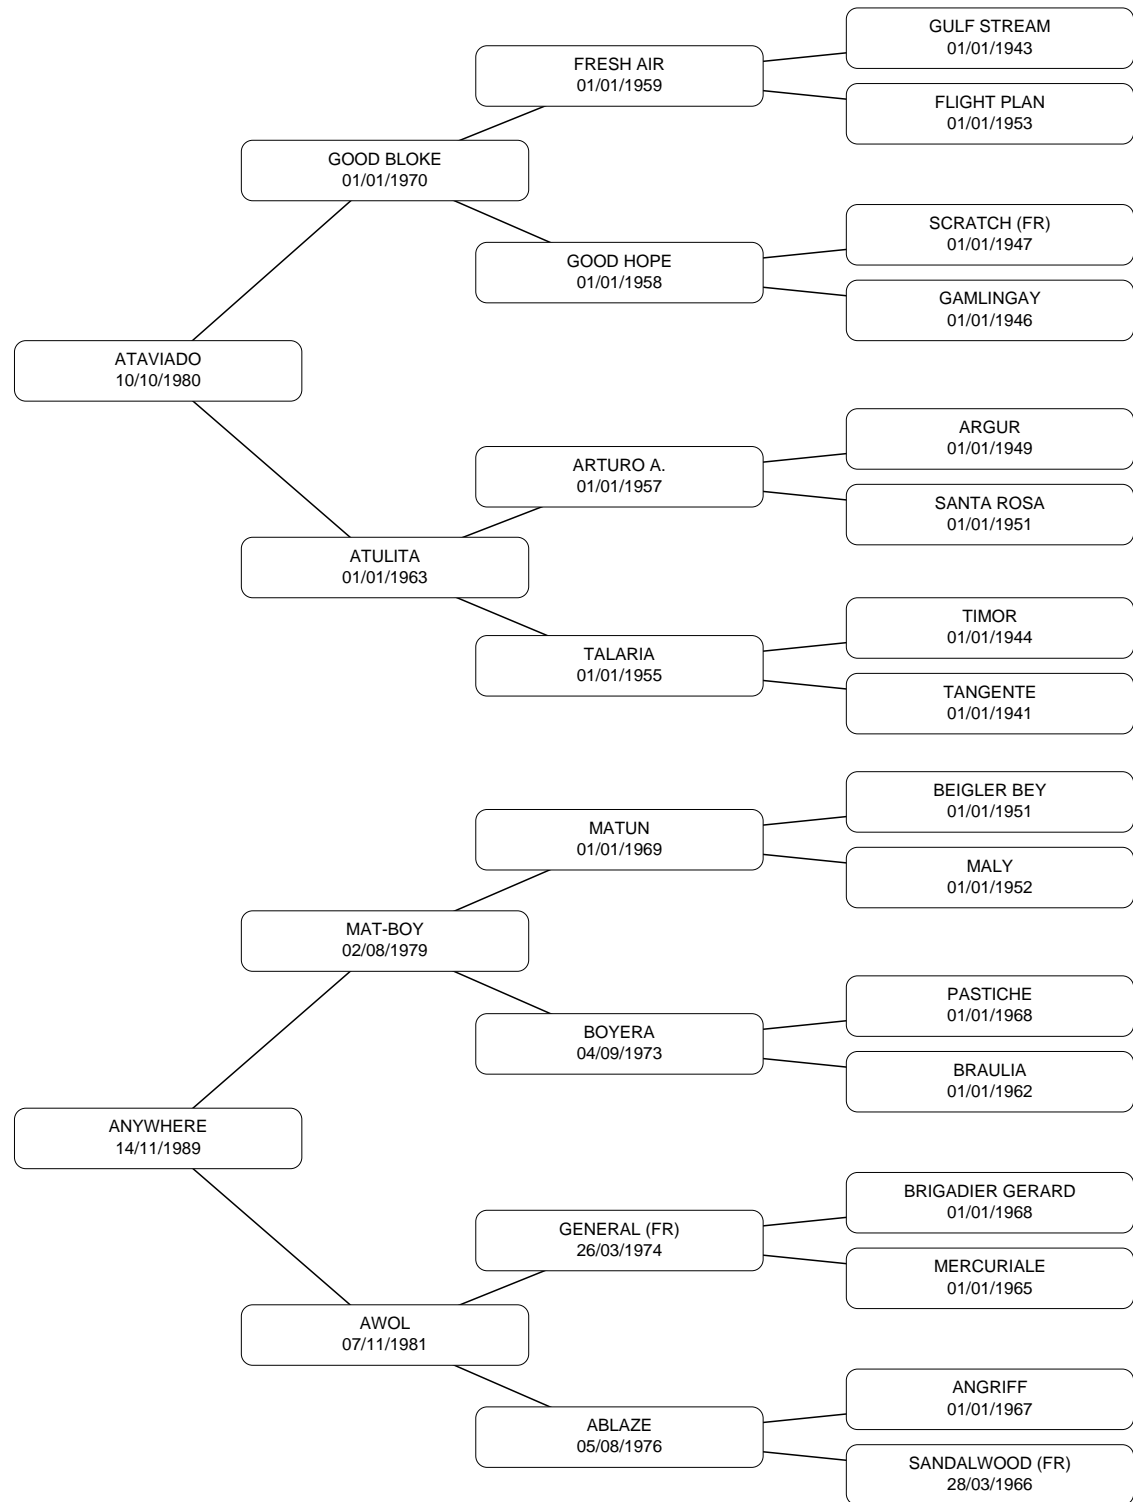 GULF STREAM
01/01/1943
FRESH AIR
01/01/1959
FLIGHT PLAN
01/01/1953
GOOD BLOKE
01/01/1970
SCRATCH (FR)
01/01/1947
GOOD HOPE
01/01/1958
GAMLINGAY
01/01/1946
ATAVIADO
10/10/1980
ARGUR
01/01/1949
ARTURO A.
01/01/1957
SANTA ROSA
01/01/1951
ATULITA
01/01/1963
TIMOR
01/01/1944
TALARIA
01/01/1955
TANGENTE
01/01/1941
BEIGLER BEY
01/01/1951
MATUN
01/01/1969
MALY
01/01/1952
MAT-BOY
02/08/1979
PASTICHE
01/01/1968
BOYERA
04/09/1973
BRAULIA
01/01/1962
ANYWHERE
14/11/1989
BRIGADIER GERARD
01/01/1968
GENERAL (FR)
26/03/1974
MERCURIALE
01/01/1965
AWOL
07/11/1981
ANGRIFF
01/01/1967
ABLAZE
05/08/1976
SANDALWOOD (FR)
28/03/1966